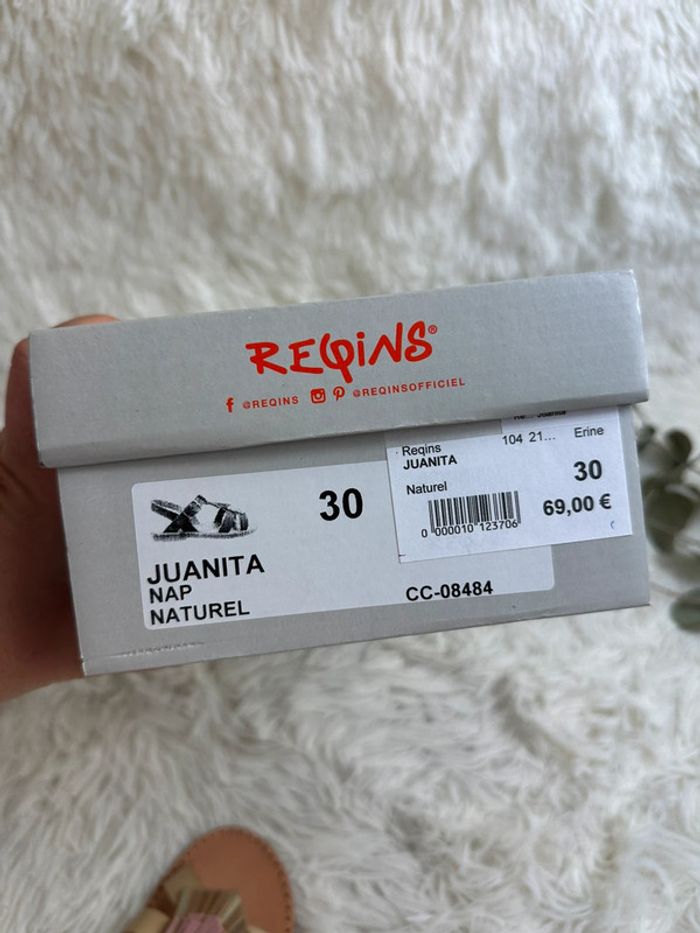 REQINS®
@REQINS @REQINSOFFICIEL
Juanita
Reqins 104 21... Erine
JUANITA
30
Naturel
69,00 €
0 000010 123706
30
JUANITA
NAP
NATUREL
CC-08484